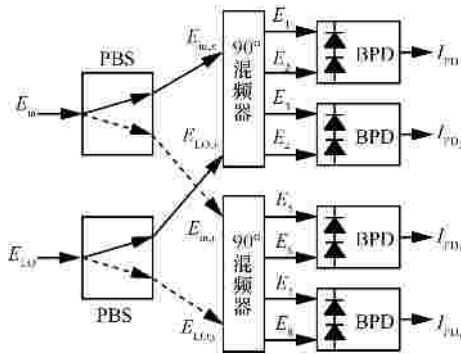 PBS
E_in
E_in,x
E_LO,x
90°
混频器
E_1
E_2
E_3
E_4
BPD
I_PD1
BPD
I_PD2
E_LO
PBS
E_in,y
E_LO,y
90°
混频器
E_5
E_6
E_7
E_8
BPD
I_PD3
BPD
I_PD4